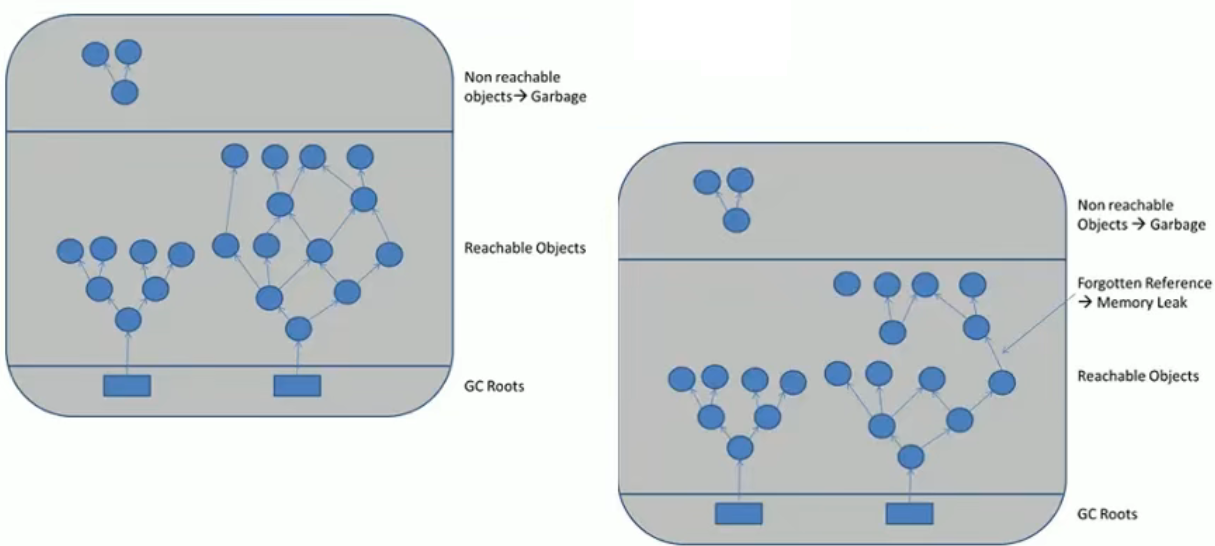 Non reachable
objects→ Garbage
Reachable Objects
GC Roots
Non reachable
Objects → Garbage
Forgotten Reference
→ Memory Leak
Reachable Objects
GC Roots